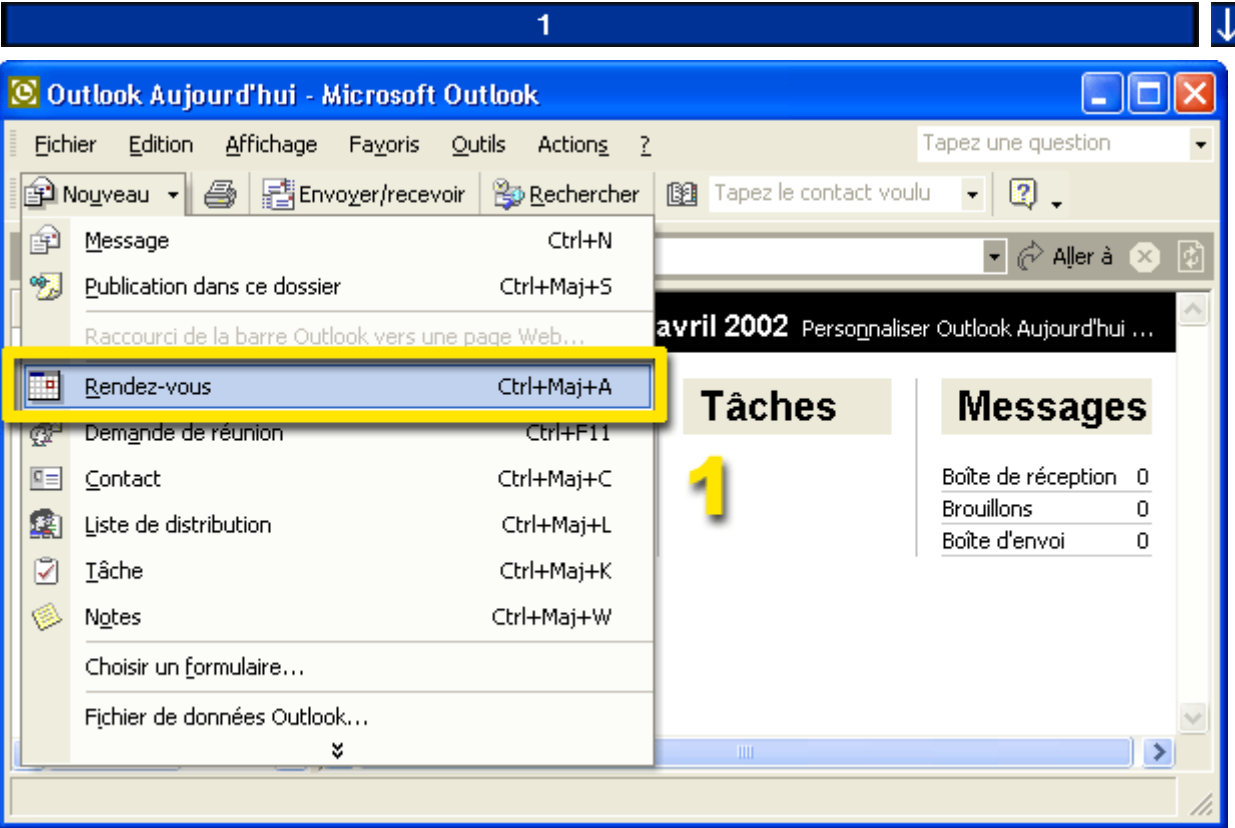 1 ↓
Outlook Aujourd'hui - Microsoft Outlook
Fichier Edition Affichage Favoris Outils Actions ? Tapez une question
Nouveau Envoyer/recevoir Rechercher Tapez le contact voulu
Message Ctrl+N
Aller à
Publication dans ce dossier Ctrl+Maj+S
Raccourci de la barre Outlook vers une page Web...
avril 2002 Personnaliser Outlook Aujourd'hui ...
Rendez-vous Ctrl+Maj+A
Tâches Messages
Demande de réunion Ctrl+F11
Contact Ctrl+Maj+C
1
Boîte de réception 0
Brouillons 0
Boîte d'envoi 0
Liste de distribution Ctrl+Maj+L
Tâche Ctrl+Maj+K
Notes Ctrl+Maj+W
Choisir un formulaire...
Fichier de données Outlook...